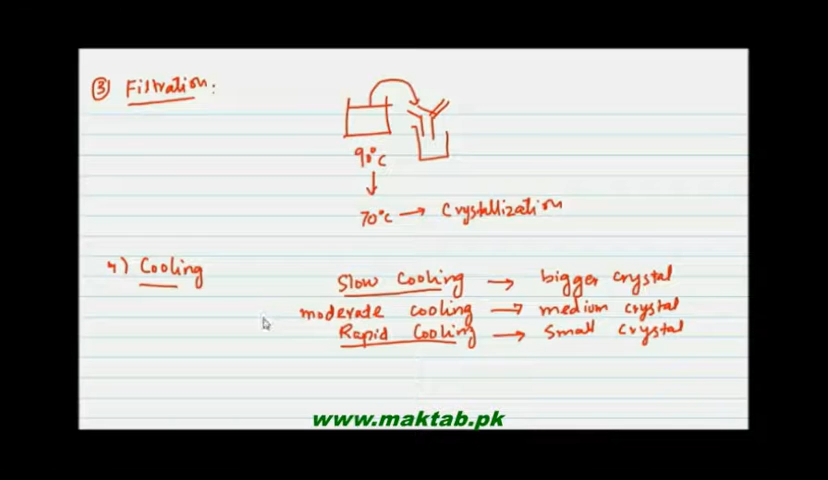 ③ Filtration:
90°C
70°C → Crystallization
4) Cooling
Slow Cooling → bigger crystal
moderate cooling → medium crystal
Rapid Cooling → Small crystal
www.maktab.pk